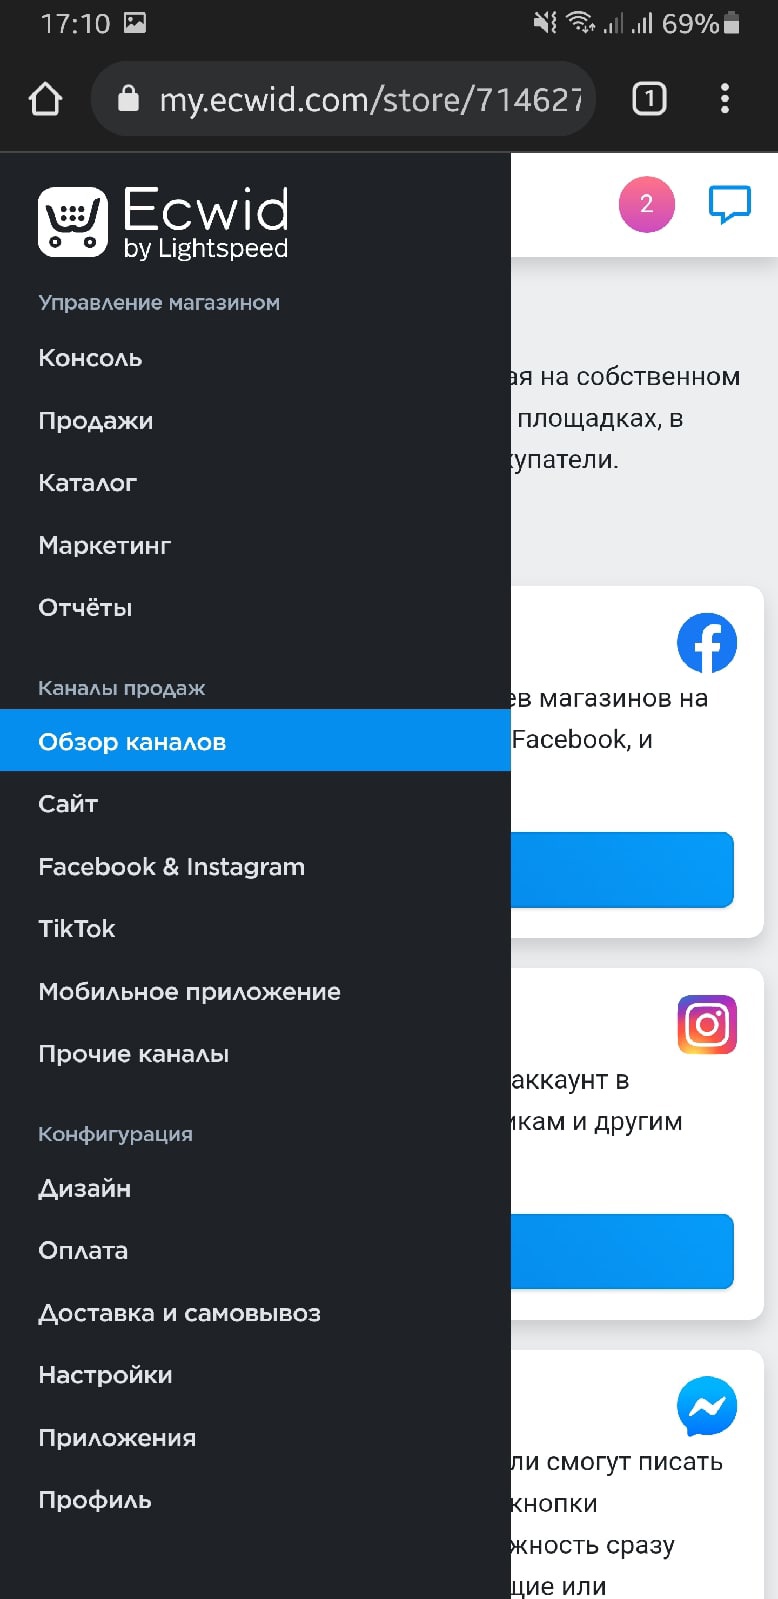 17:10
69%
my.ecwid.com/store/714627
1
Ecwid
by Lightspeed
2
Управление магазином
Консоль
Продажи
Каталог
Маркетинг
Отчёты
Каналы продаж
Обзор каналов
Сайт
Facebook & Instagram
TikTok
Мобильное приложение
Прочие каналы
Конфигурация
Дизайн
Оплата
Доставка и самовывоз
Настройки
Приложения
Профиль
ая на собственном
площадках, в
купатели.
ев магазинов на
Facebook, и
аккаунт в
икам и другим
ли смогут писать
кнопки
жность сразу
щие или